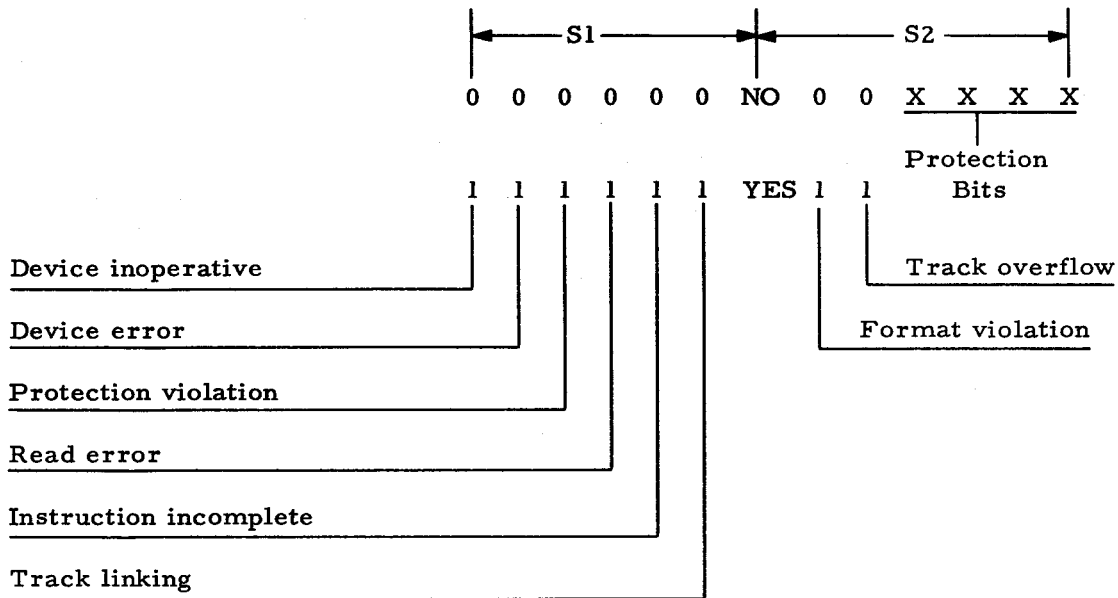 S1 S2
0 0 0 0 0 0 NO 0 0 X X X X
Protection
Bits
1 1 1 1 1 1 YES 1 1
Device inoperative
Track overflow
Device error
Format violation
Protection violation
Read error
Instruction incomplete
Track linking